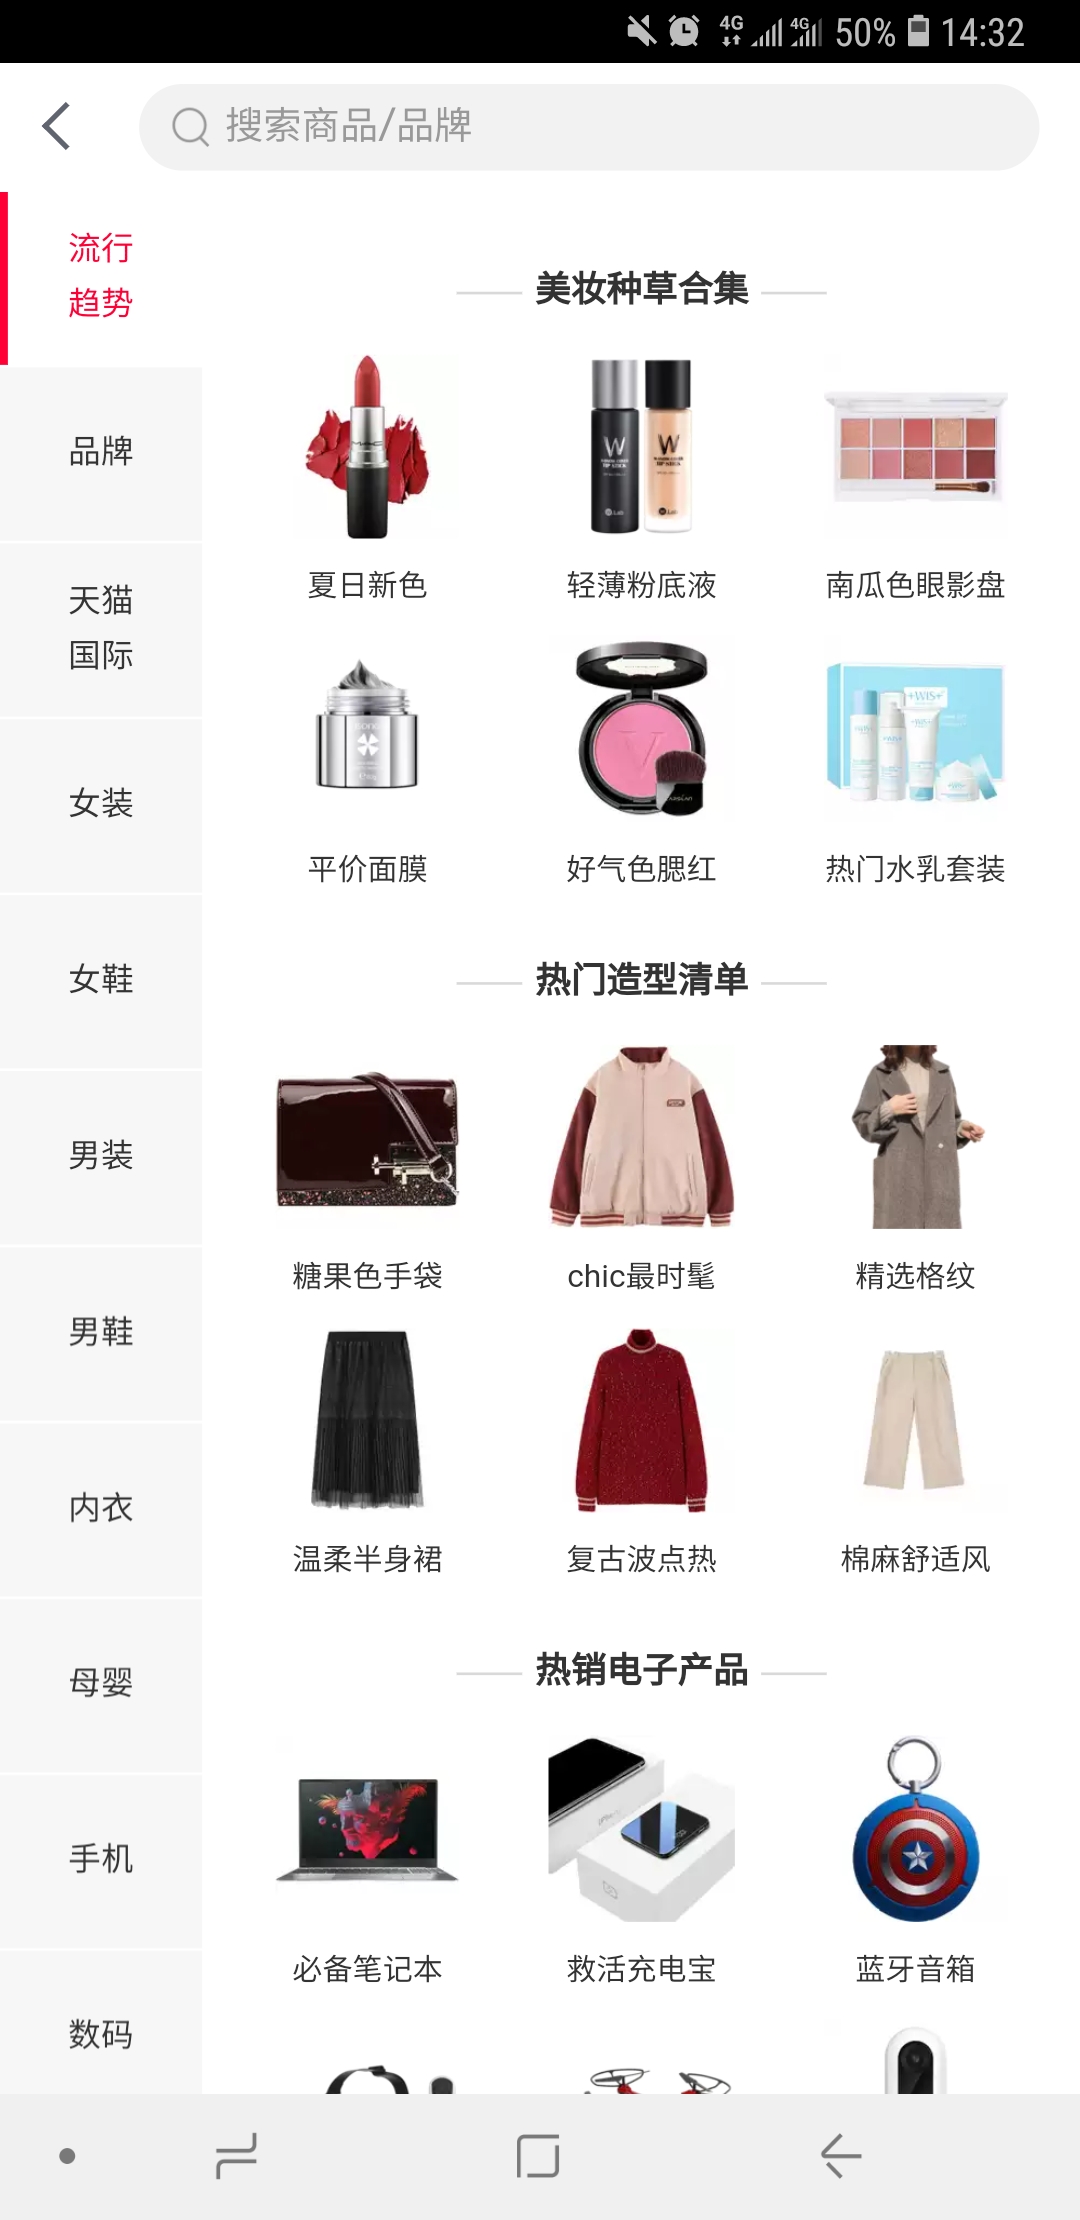 4G 4G 50% 14:32
搜索商品/品牌
流行
趋势
品牌
天猫
国际
女装
女鞋
男装
男鞋
内衣
母婴
手机
数码
美妆种草合集
MAC
W
W
夏日新色
轻薄粉底液
南瓜色眼影盘
+WIS+
平价面膜
好气色腮红
热门水乳套装
热门造型清单
糖果色手袋
chic最时髦
精选格纹
温柔半身裙
复古波点热
棉麻舒适风
热销电子产品
必备笔记本
救活充电宝
蓝牙音箱